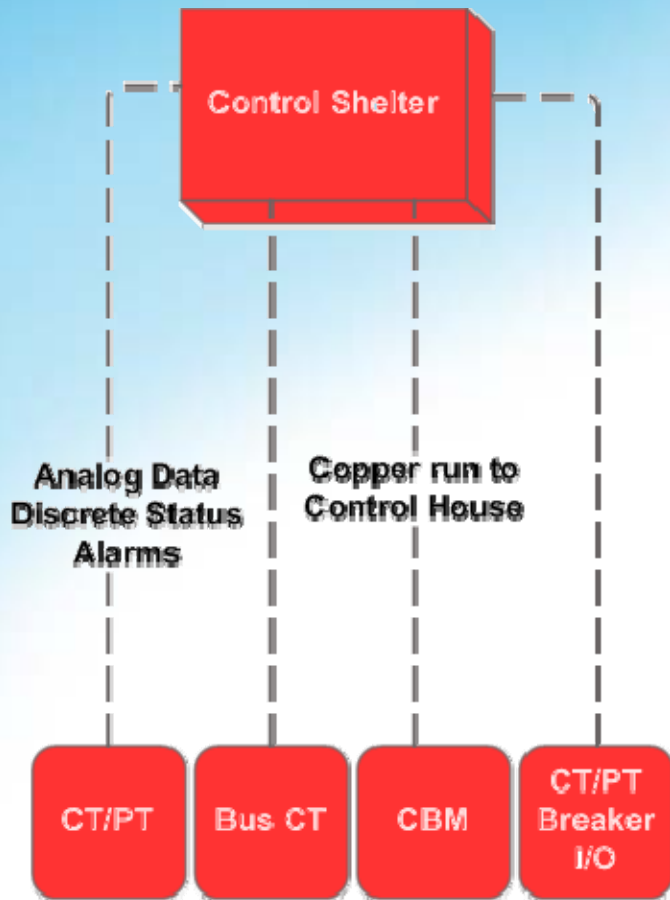 Control Shelter
Analog Data
Discrete Status
Alarms
Copper run to
Control House
CT/PT
Bus CT
CBM
CT/PT
Breaker
I/O